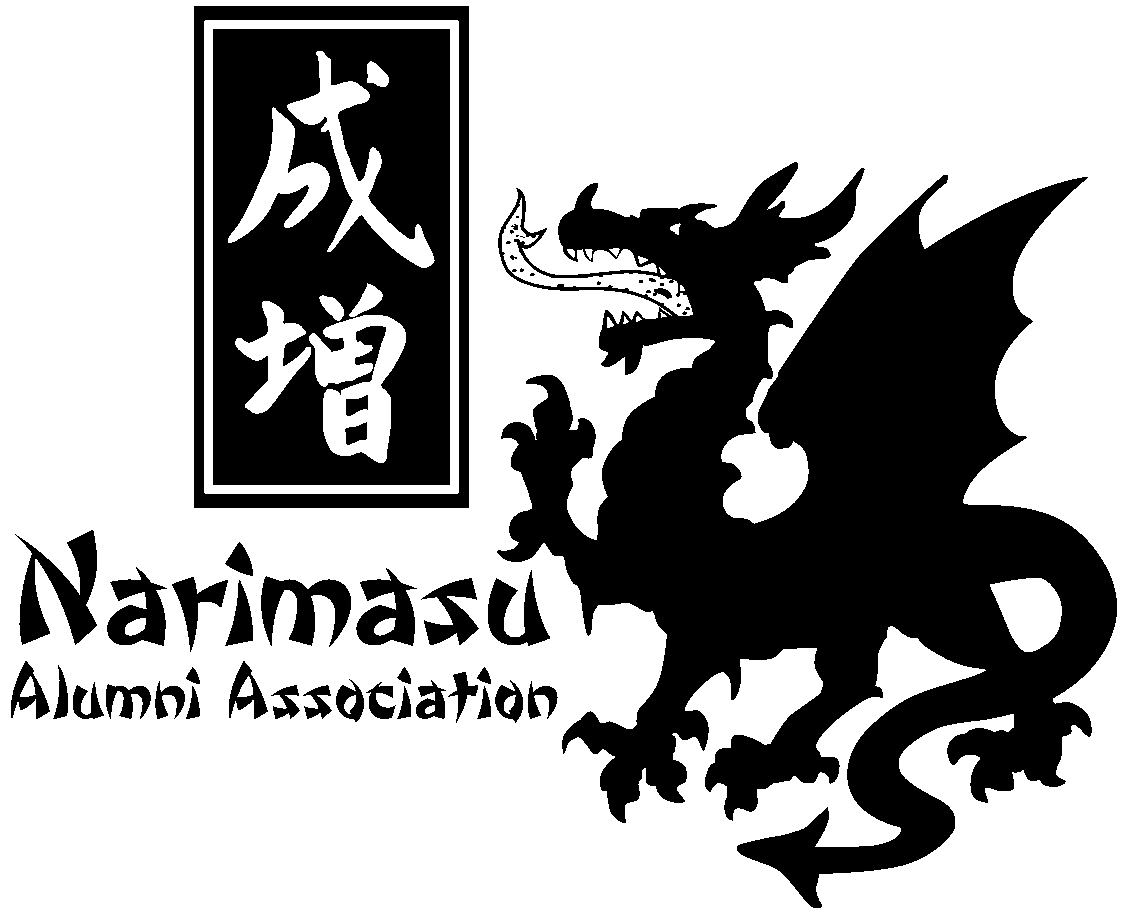 成増
Narimasu
Alumni Association